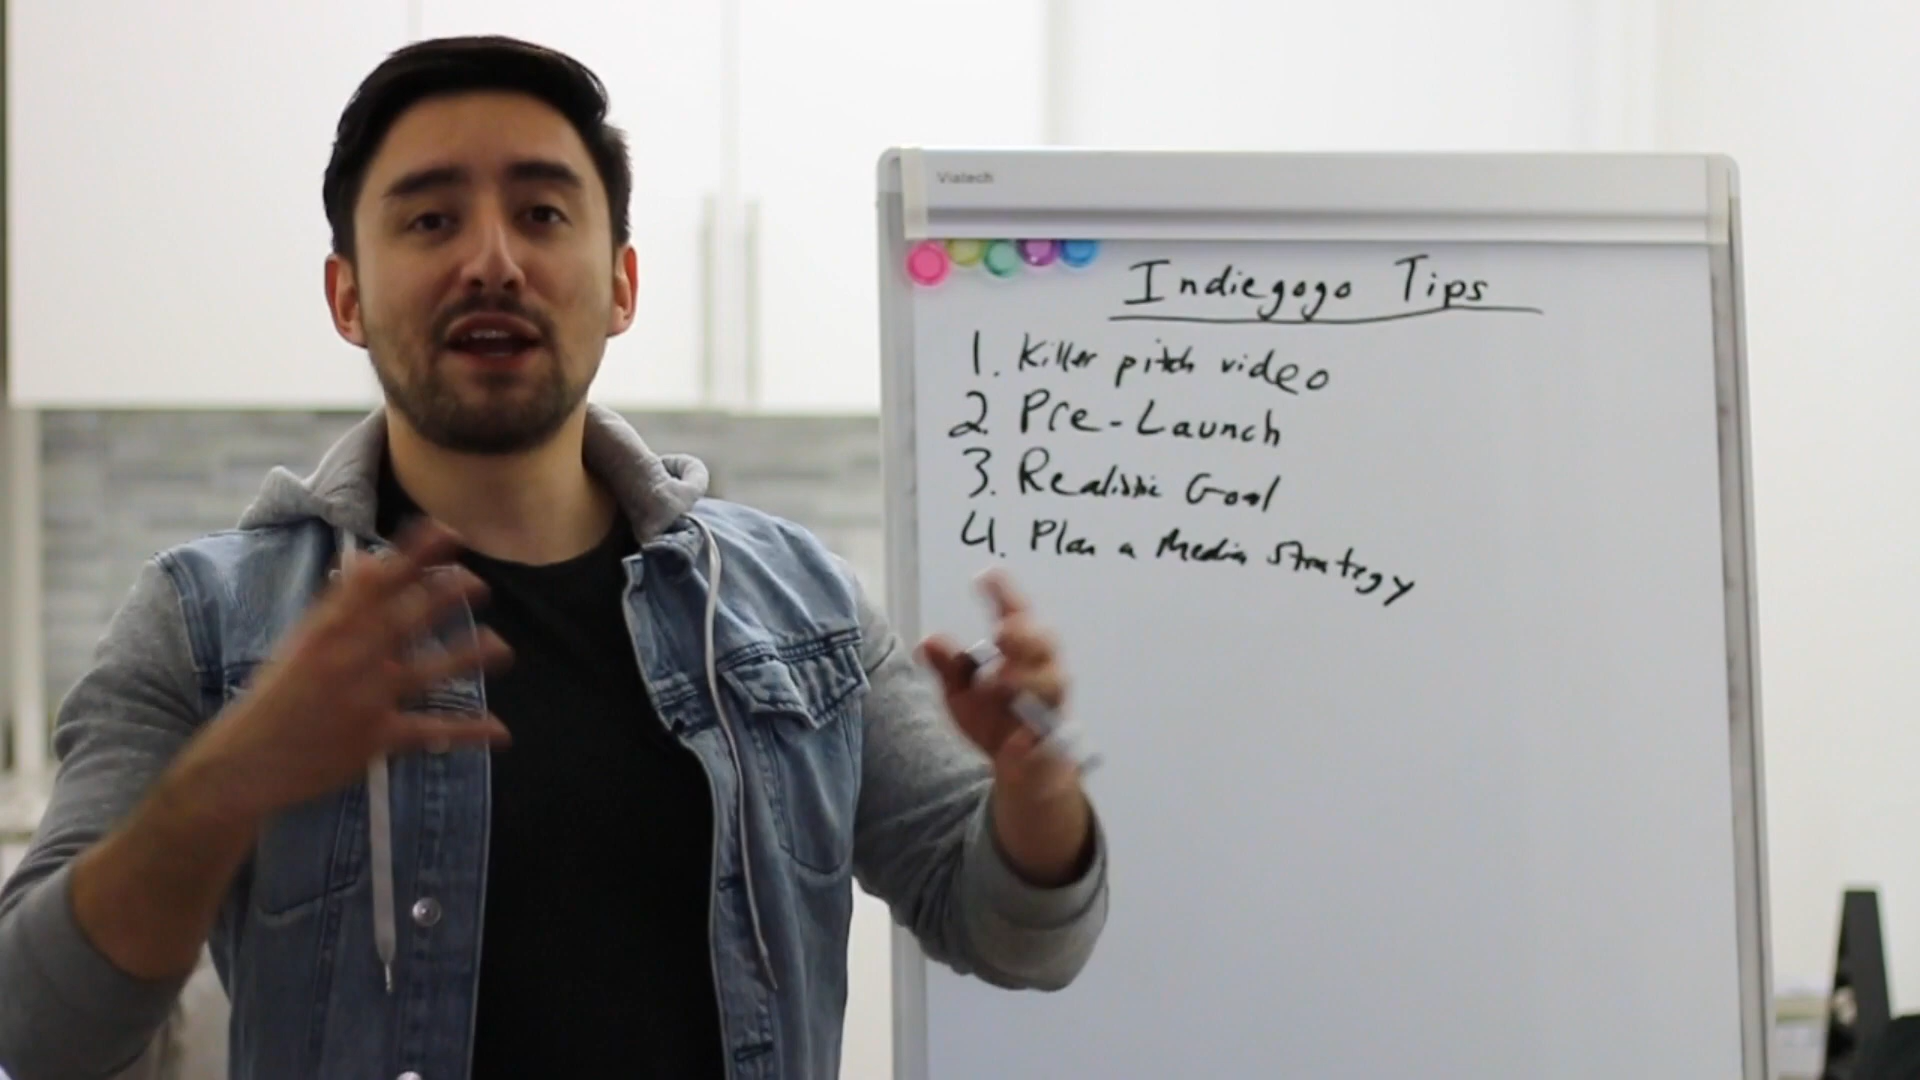 Viatech
Indiegogo Tips
1. Killer pitch video
2. Pre-Launch
3. Realistic Goal
4. Plan a Media Strategy